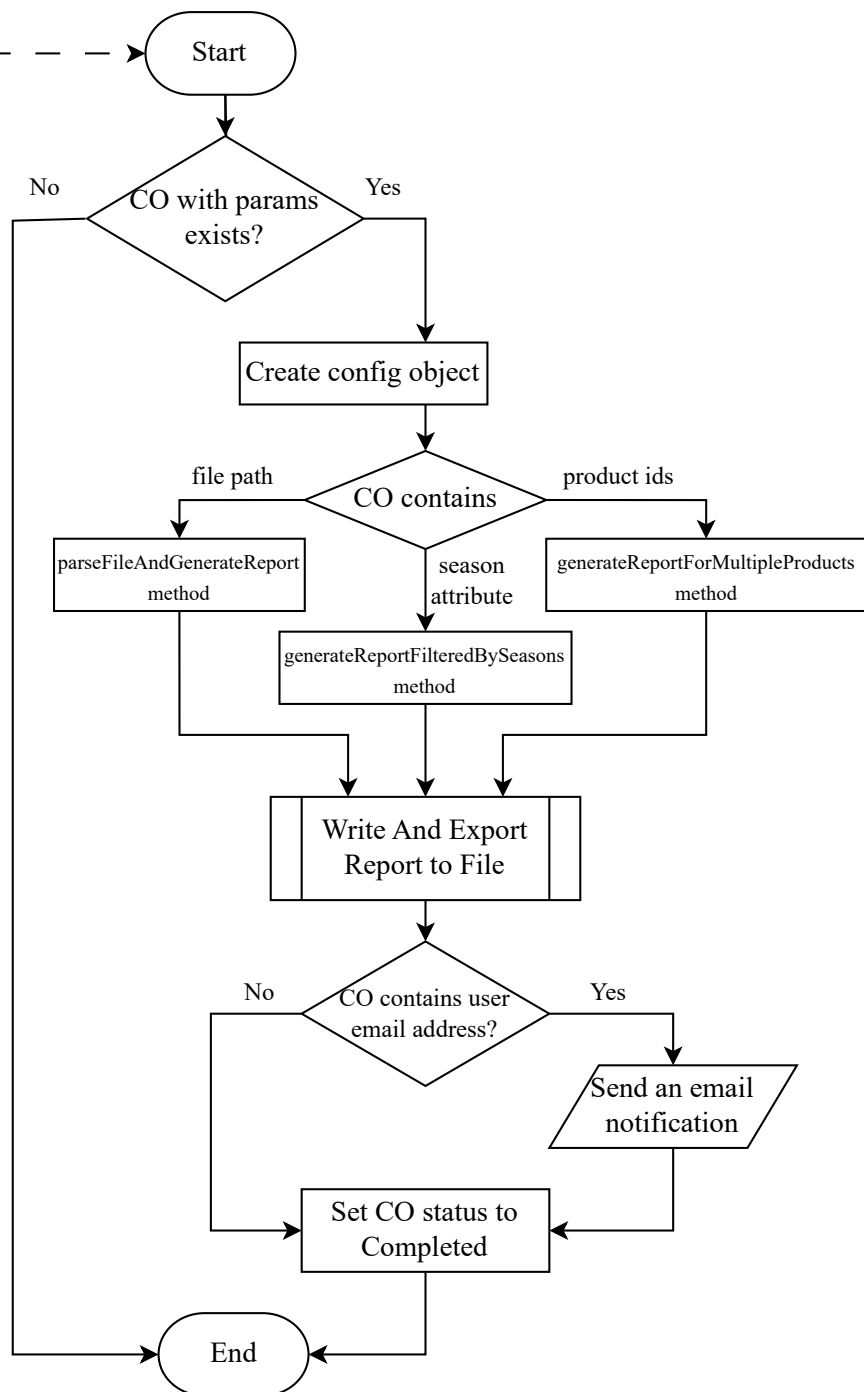 Start
No
Yes
CO with params
exists?
Create config object
file path
CO contains
product ids
parseFileAndGenerateReport
method
season
attribute
generateReportForMultipleProducts
method
generateReportFilteredBySeasons
method
Write And Export
Report to File
No
CO contains user
email address?
Yes
Send an email
notification
Set CO status to
Completed
End